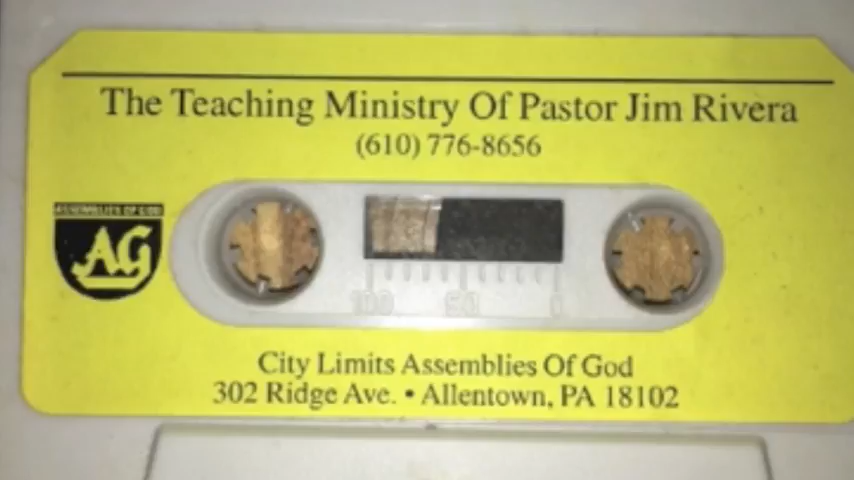 The Teaching Ministry Of Pastor Jim Rivera
(610) 776-8656
ASSEMBLIES OF GOD
AG
100 50 0
City Limits Assemblies Of God
302 Ridge Ave. • Allentown, PA 18102